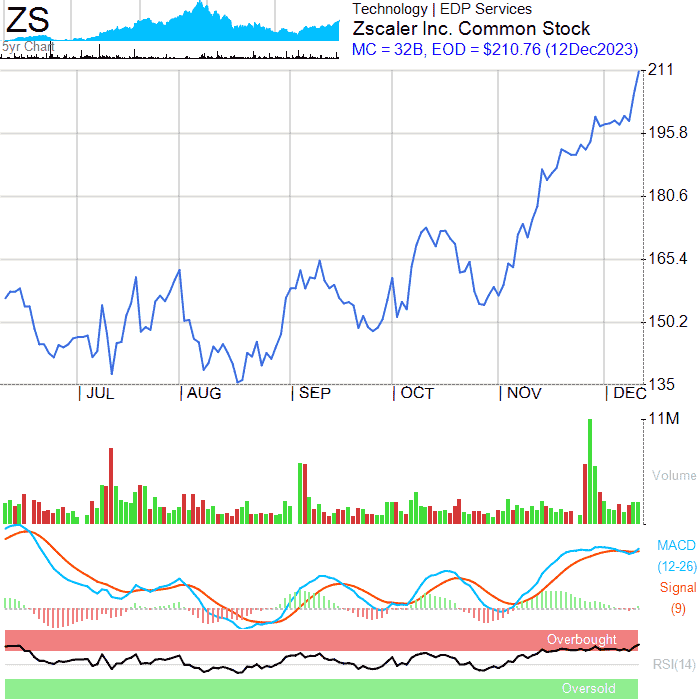 ZS
5yr Chart
Technology | EDP Services
Zscaler Inc. Common Stock
MC = 32B, EOD = $210.76 (12Dec2023)
211
195.8
180.6
165.4
150.2
135
| JUL | AUG | SEP | OCT | NOV | DEC
11M
Volume
MACD
(12-26)
Signal
(9)
Overbought
RSI(14)
Oversold